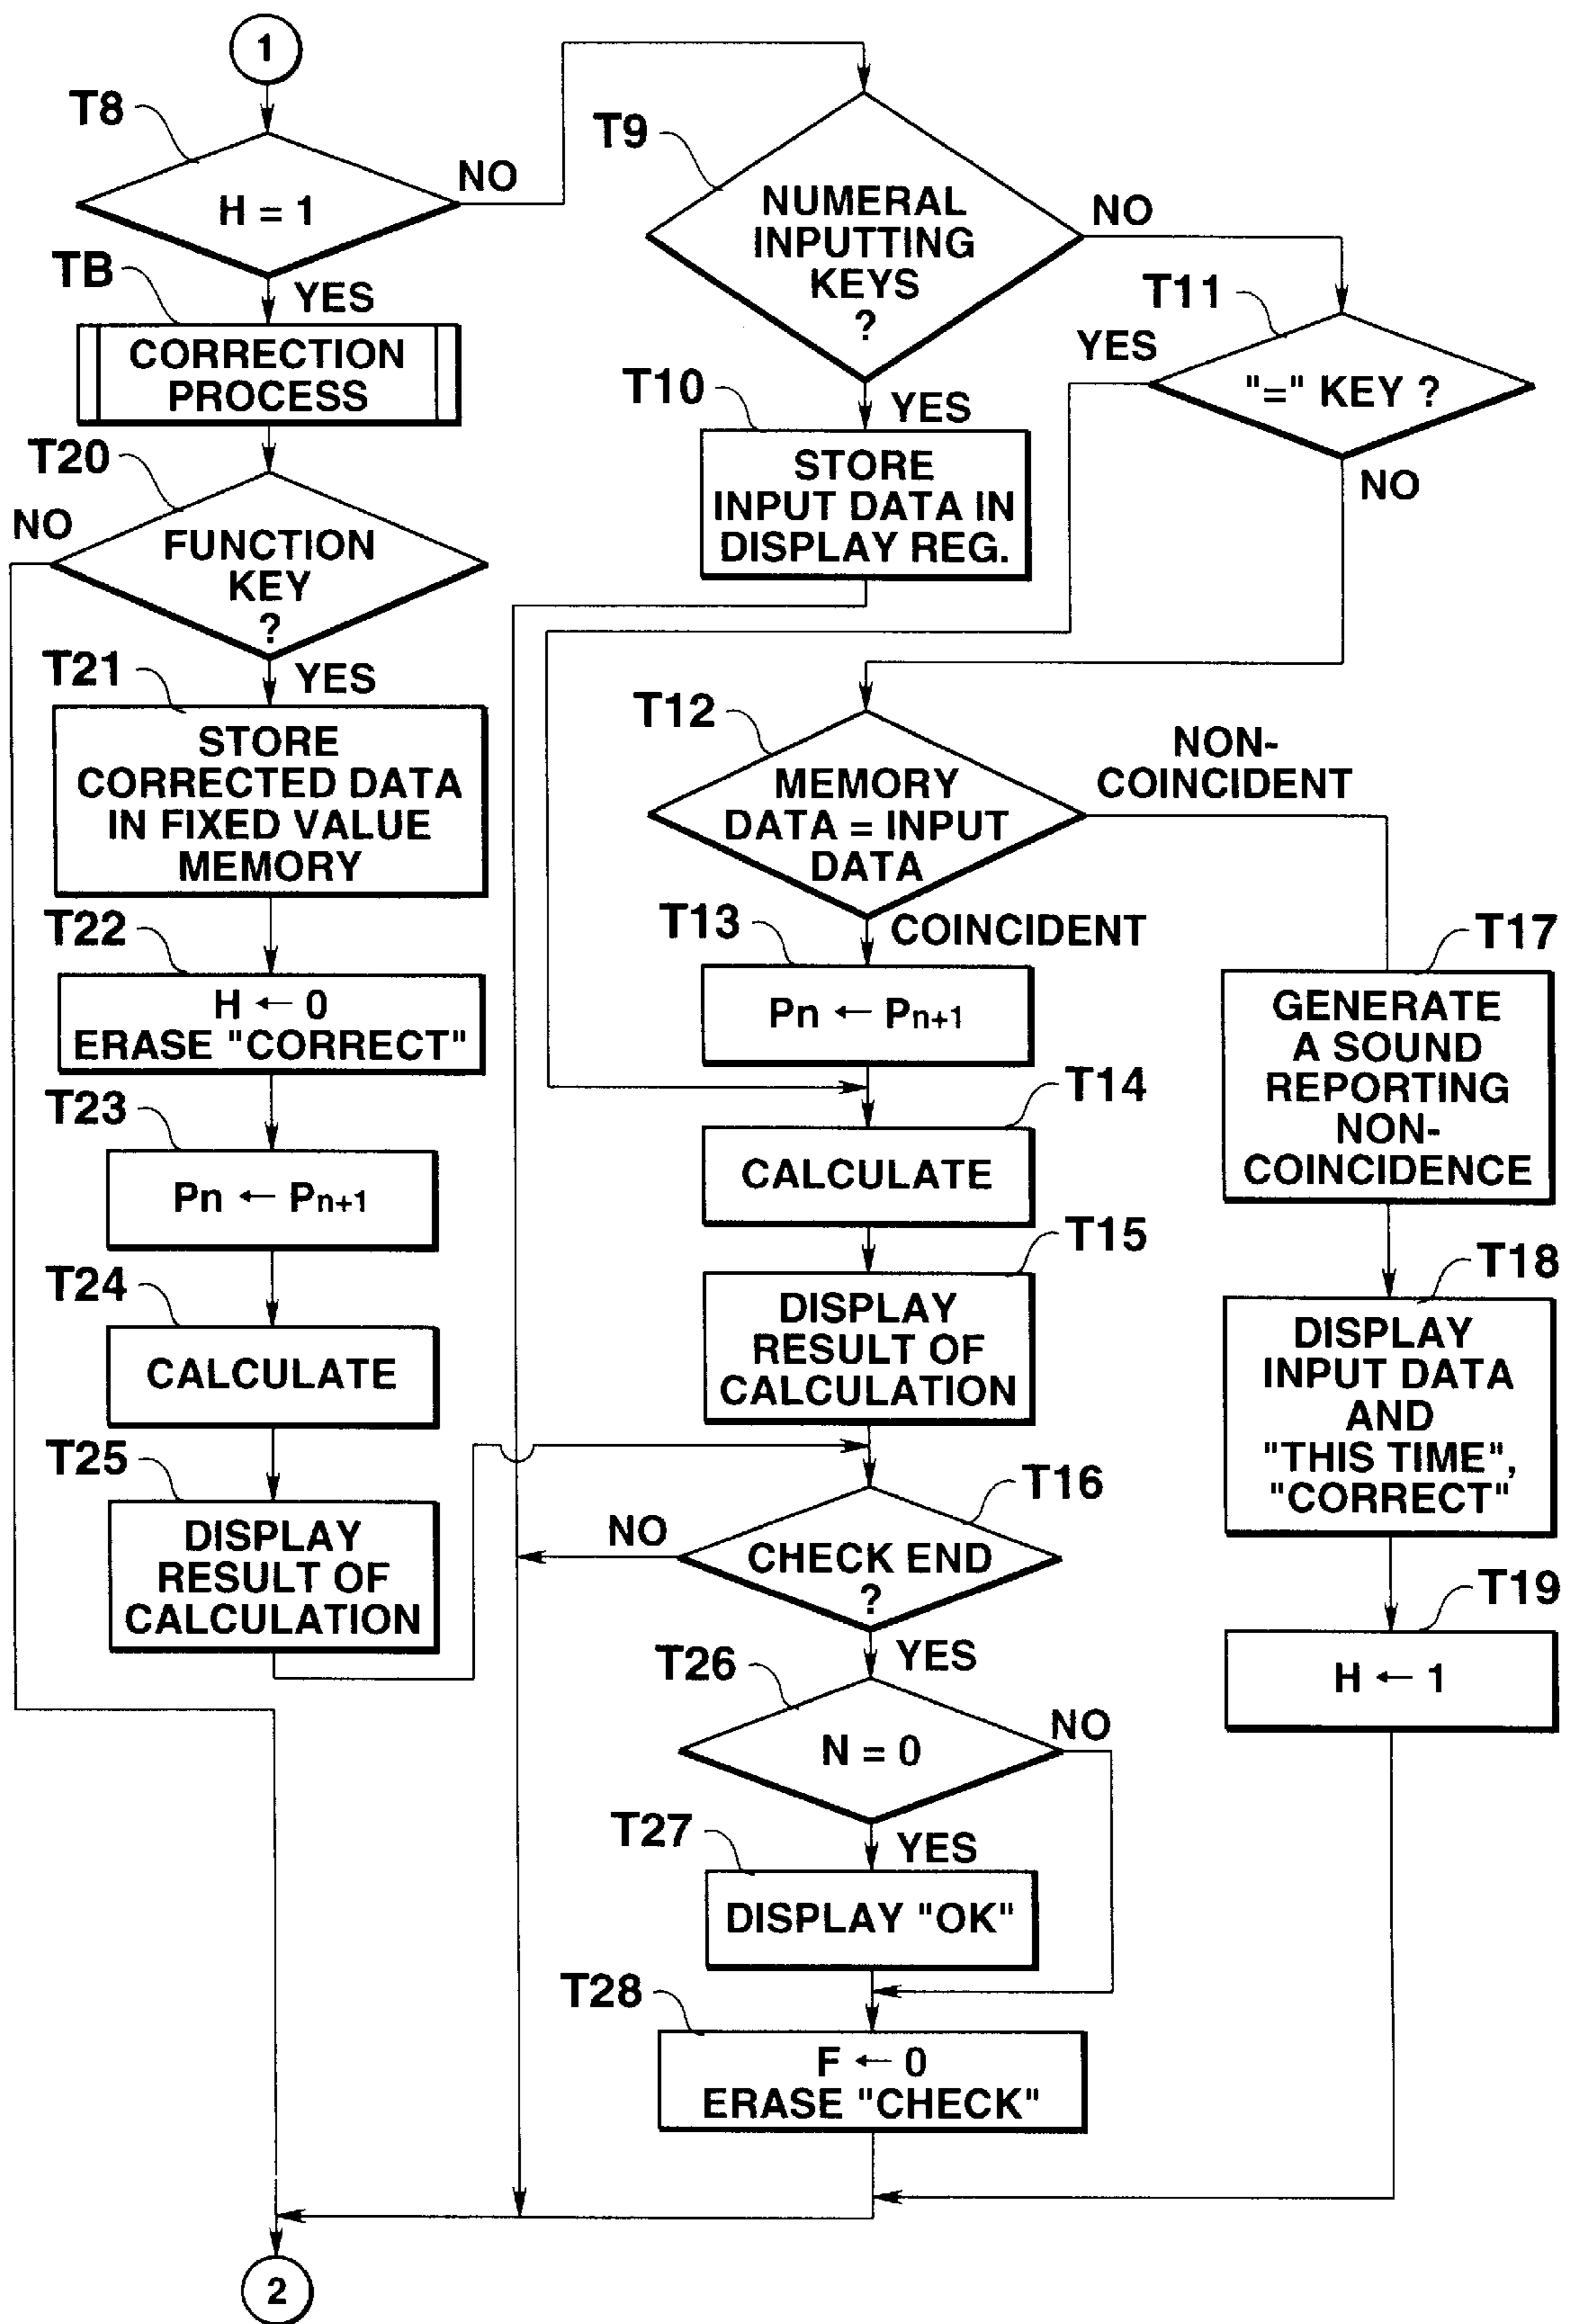 1
T8
H = 1
NO
YES
TB
CORRECTION
PROCESS
T20
NO
FUNCTION
KEY
?
YES
T21
STORE
CORRECTED DATA
IN FIXED VALUE
MEMORY
T22
H ← 0
ERASE "CORRECT"
T23
Pn ← Pn+1
T24
CALCULATE
T25
DISPLAY
RESULT OF
CALCULATION
T9
NUMERAL
INPUTTING
KEYS
?
NO
YES
T10
STORE
INPUT DATA IN
DISPLAY REG.
T11
YES
"=" KEY ?
NO
T12
MEMORY
DATA = INPUT
DATA
NON-
COINCIDENT
COINCIDENT
T13
Pn ← Pn+1
T14
CALCULATE
T15
DISPLAY
RESULT OF
CALCULATION
T16
NO
CHECK END
?
YES
T26
N = 0
NO
YES
T27
DISPLAY "OK"
T28
F ← 0
ERASE "CHECK"
T17
GENERATE
A SOUND
REPORTING
NON-
COINCIDENCE
T18
DISPLAY
INPUT DATA
AND
"THIS TIME",
"CORRECT"
T19
H ← 1
2